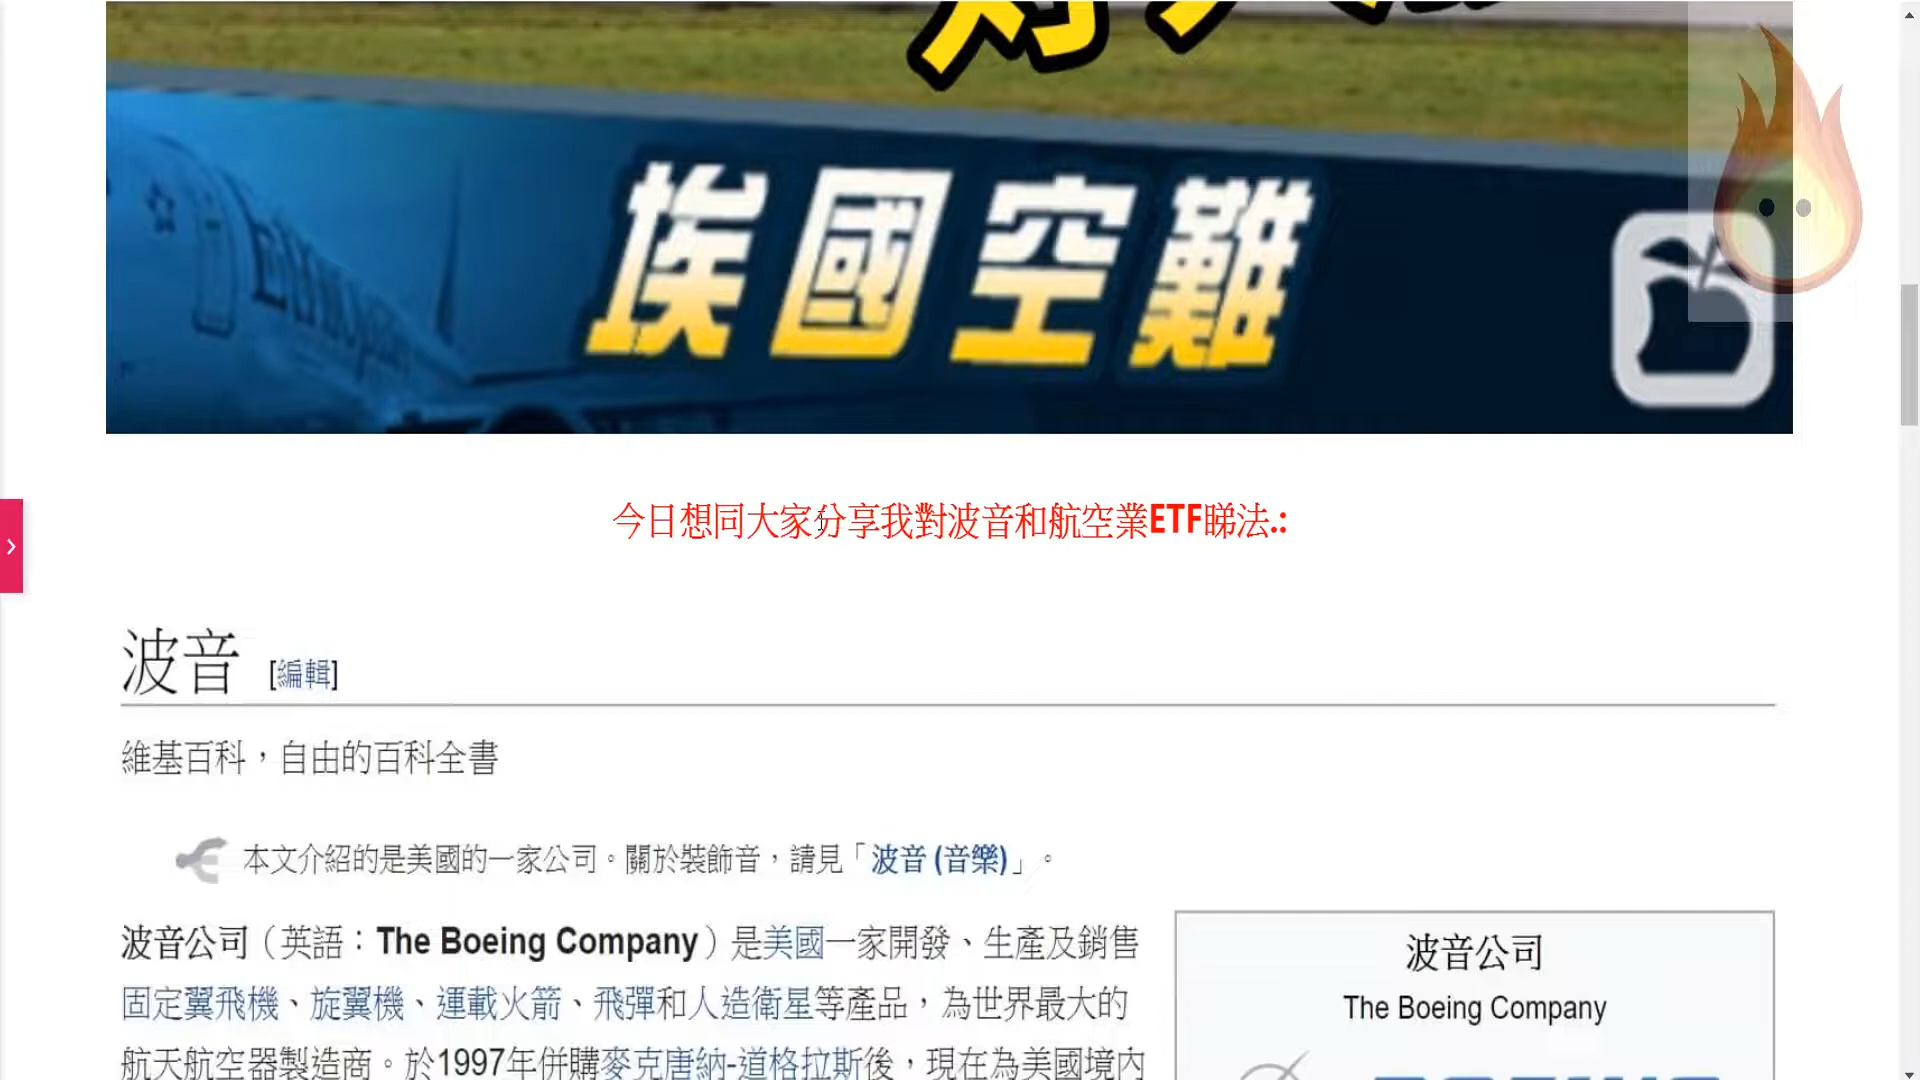 埃國空難
今日想同大家分享我對波音和航空業ETF睇法.:
波音 [編輯]
維基百科，自由的百科全書
本文介紹的是美國的一家公司。關於裝飾音，請見「波音 (音樂)」。
波音公司（英語：The Boeing Company）是美國一家開發、生產及銷售
固定翼飛機、旋翼機、運載火箭、飛彈和人造衛星等產品，為世界最大的
航天航空器製造商。於1997年併購麥克唐納-道格拉斯後，現在為美國境內
波音公司
The Boeing Company